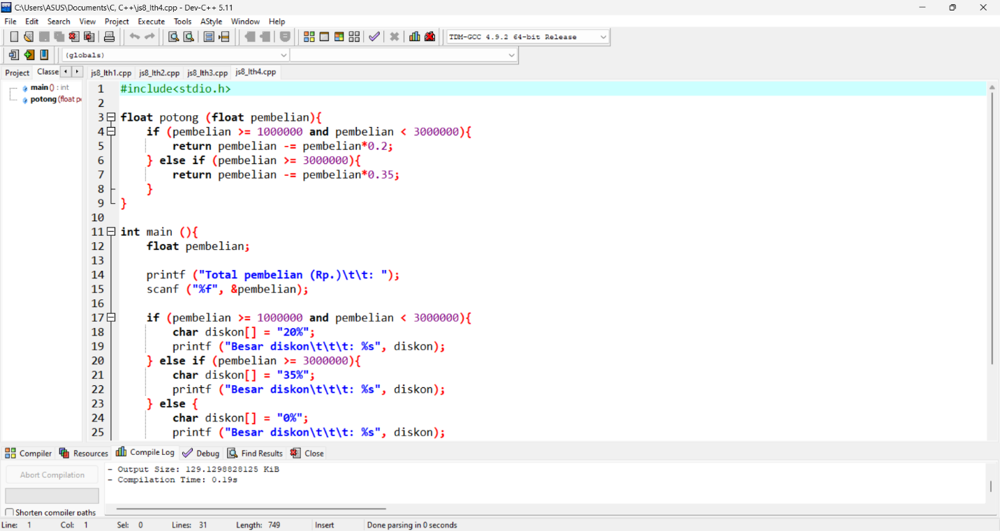 C:\Users\ASUS\Documents\C, C++\js8_lth4.cpp - Dev-C++ 5.11
File Edit Search View Project Execute Tools AStyle Window Help
TDM-GCC 4.9.2 64-bit Release
(globals)
Project Classe js8_lth1.cpp js8_lth2.cpp js8_lth3.cpp js8_lth4.cpp
main () : int
potong (float pe
1 #include<stdio.h>
2
3 float potong (float pembelian){
4 if (pembelian >= 1000000 and pembelian < 3000000){
5 return pembelian -= pembelian*0.2;
6 } else if (pembelian >= 3000000){
7 return pembelian -= pembelian*0.35;
8 }
9 }
10
11 int main (){
12 float pembelian;
13
14 printf ("Total pembelian (Rp.)\t\t: ");
15 scanf ("%f", &pembelian);
16
17 if (pembelian >= 1000000 and pembelian < 3000000){
18 char diskon[] = "20%";
19 printf ("Besar diskon\t\t\t: %s", diskon);
20 } else if (pembelian >= 3000000){
21 char diskon[] = "35%";
22 printf ("Besar diskon\t\t\t: %s", diskon);
23 } else {
24 char diskon[] = "0%";
25 printf ("Besar diskon\t\t\t: %s", diskon);
Compiler Resources Compile Log Debug Find Results Close
Abort Compilation
- Output Size: 129.1298828125 KiB
- Compilation Time: 0.19s
Shorten compiler paths
Line: 1 Col: 1 Sel: 0 Lines: 31 Length: 749 Insert Done parsing in 0 seconds